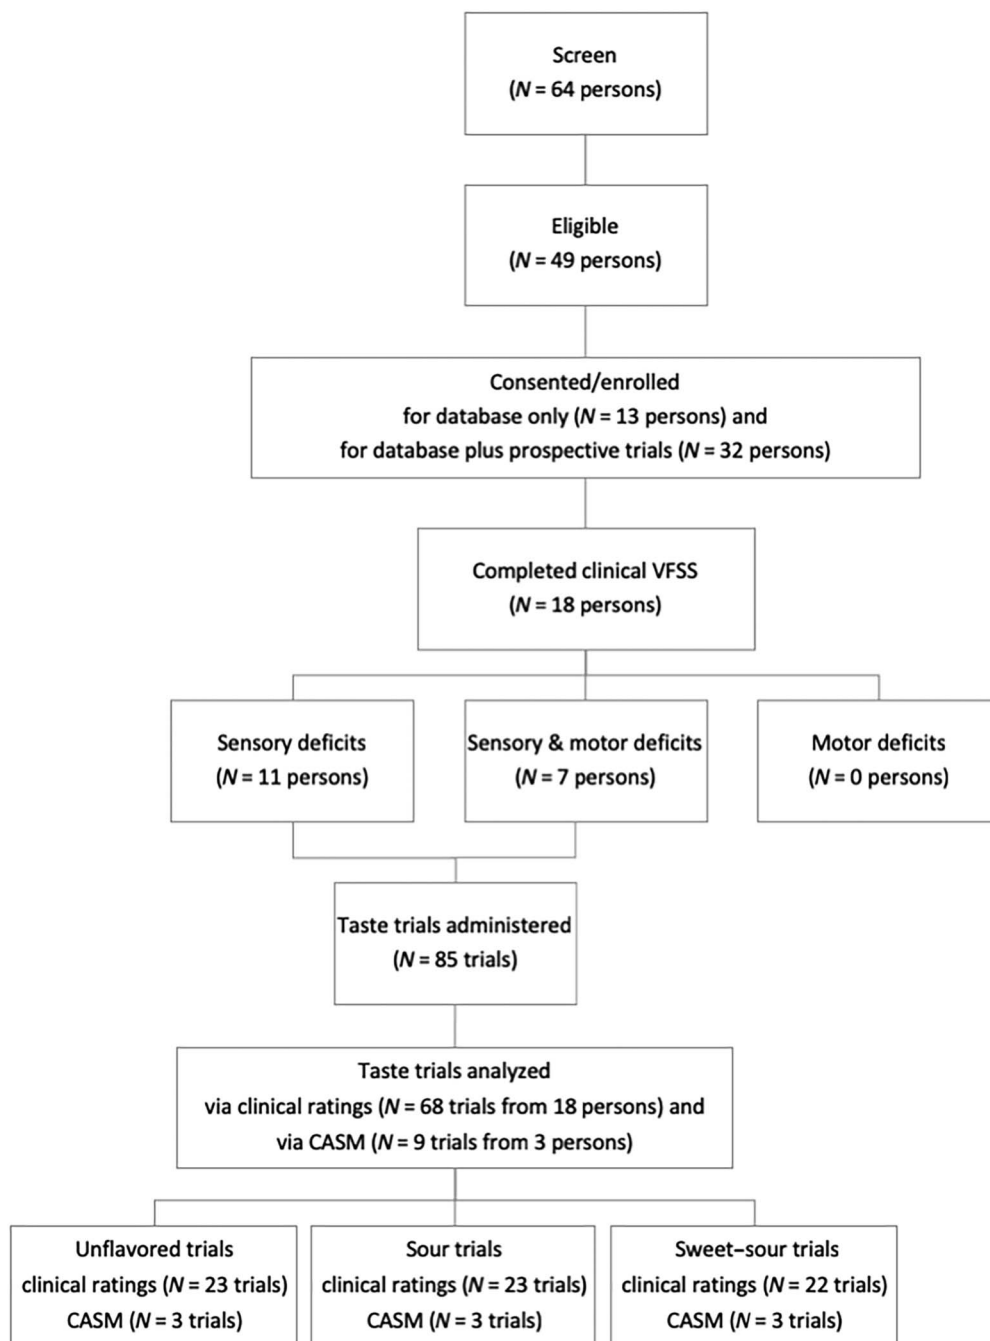 Screen
(N = 64 persons)
Eligible
(N = 49 persons)
Consented/enrolled
for database only (N = 13 persons) and
for database plus prospective trials (N = 32 persons)
Completed clinical VFSS
(N = 18 persons)
Sensory deficits
(N = 11 persons)
Sensory & motor deficits
(N = 7 persons)
Motor deficits
(N = 0 persons)
Taste trials administered
(N = 85 trials)
Taste trials analyzed
via clinical ratings (N = 68 trials from 18 persons) and
via CASM (N = 9 trials from 3 persons)
Unflavored trials
clinical ratings (N = 23 trials)
CASM (N = 3 trials)
Sour trials
clinical ratings (N = 23 trials)
CASM (N = 3 trials)
Sweet–sour trials
clinical ratings (N = 22 trials)
CASM (N = 3 trials)